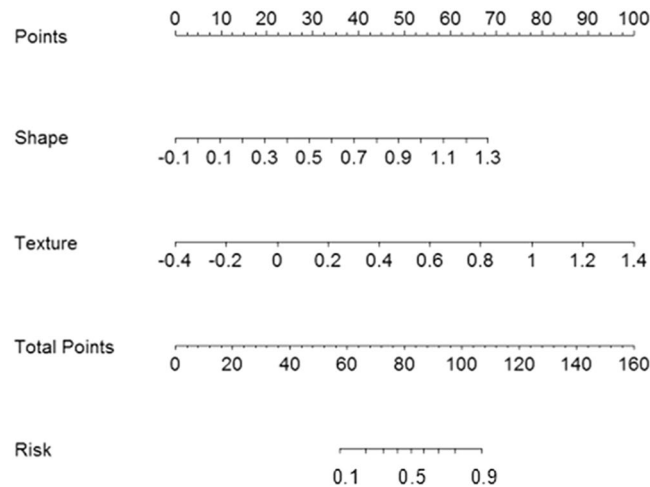 0 10 20 30 40 50 60 70 80 90 100
Points
Shape
-0.1 0.1 0.3 0.5 0.7 0.9 1.1 1.3
Texture
-0.4 -0.2 0 0.2 0.4 0.6 0.8 1 1.2 1.4
Total Points
0 20 40 60 80 100 120 140 160
Risk
0.1 0.5 0.9